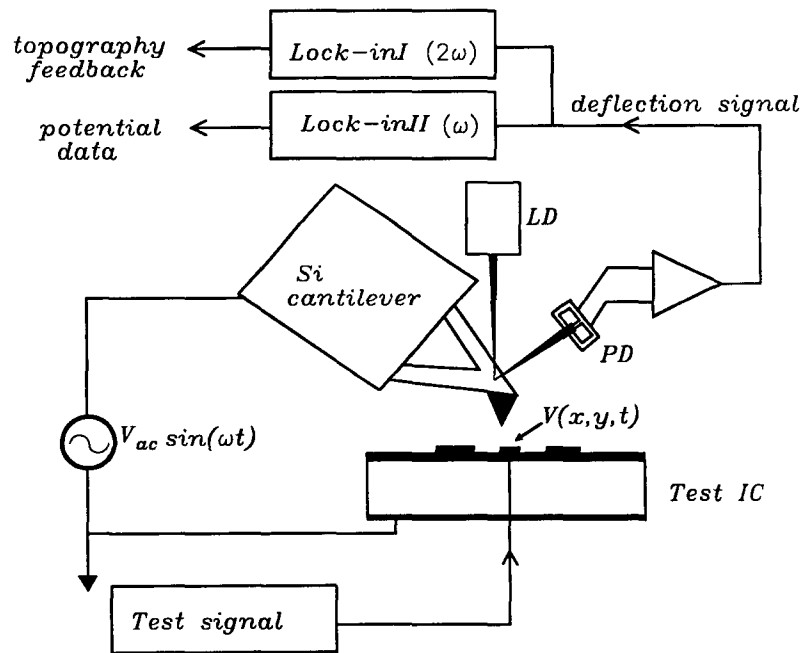 topography
feedback
Lock-inI (2ω)
potential
data
Lock-inII (ω)
deflection signal
LD
Si
cantilever
PD
V_ac sin(ωt)
V(x,y,t)
Test IC
Test signal